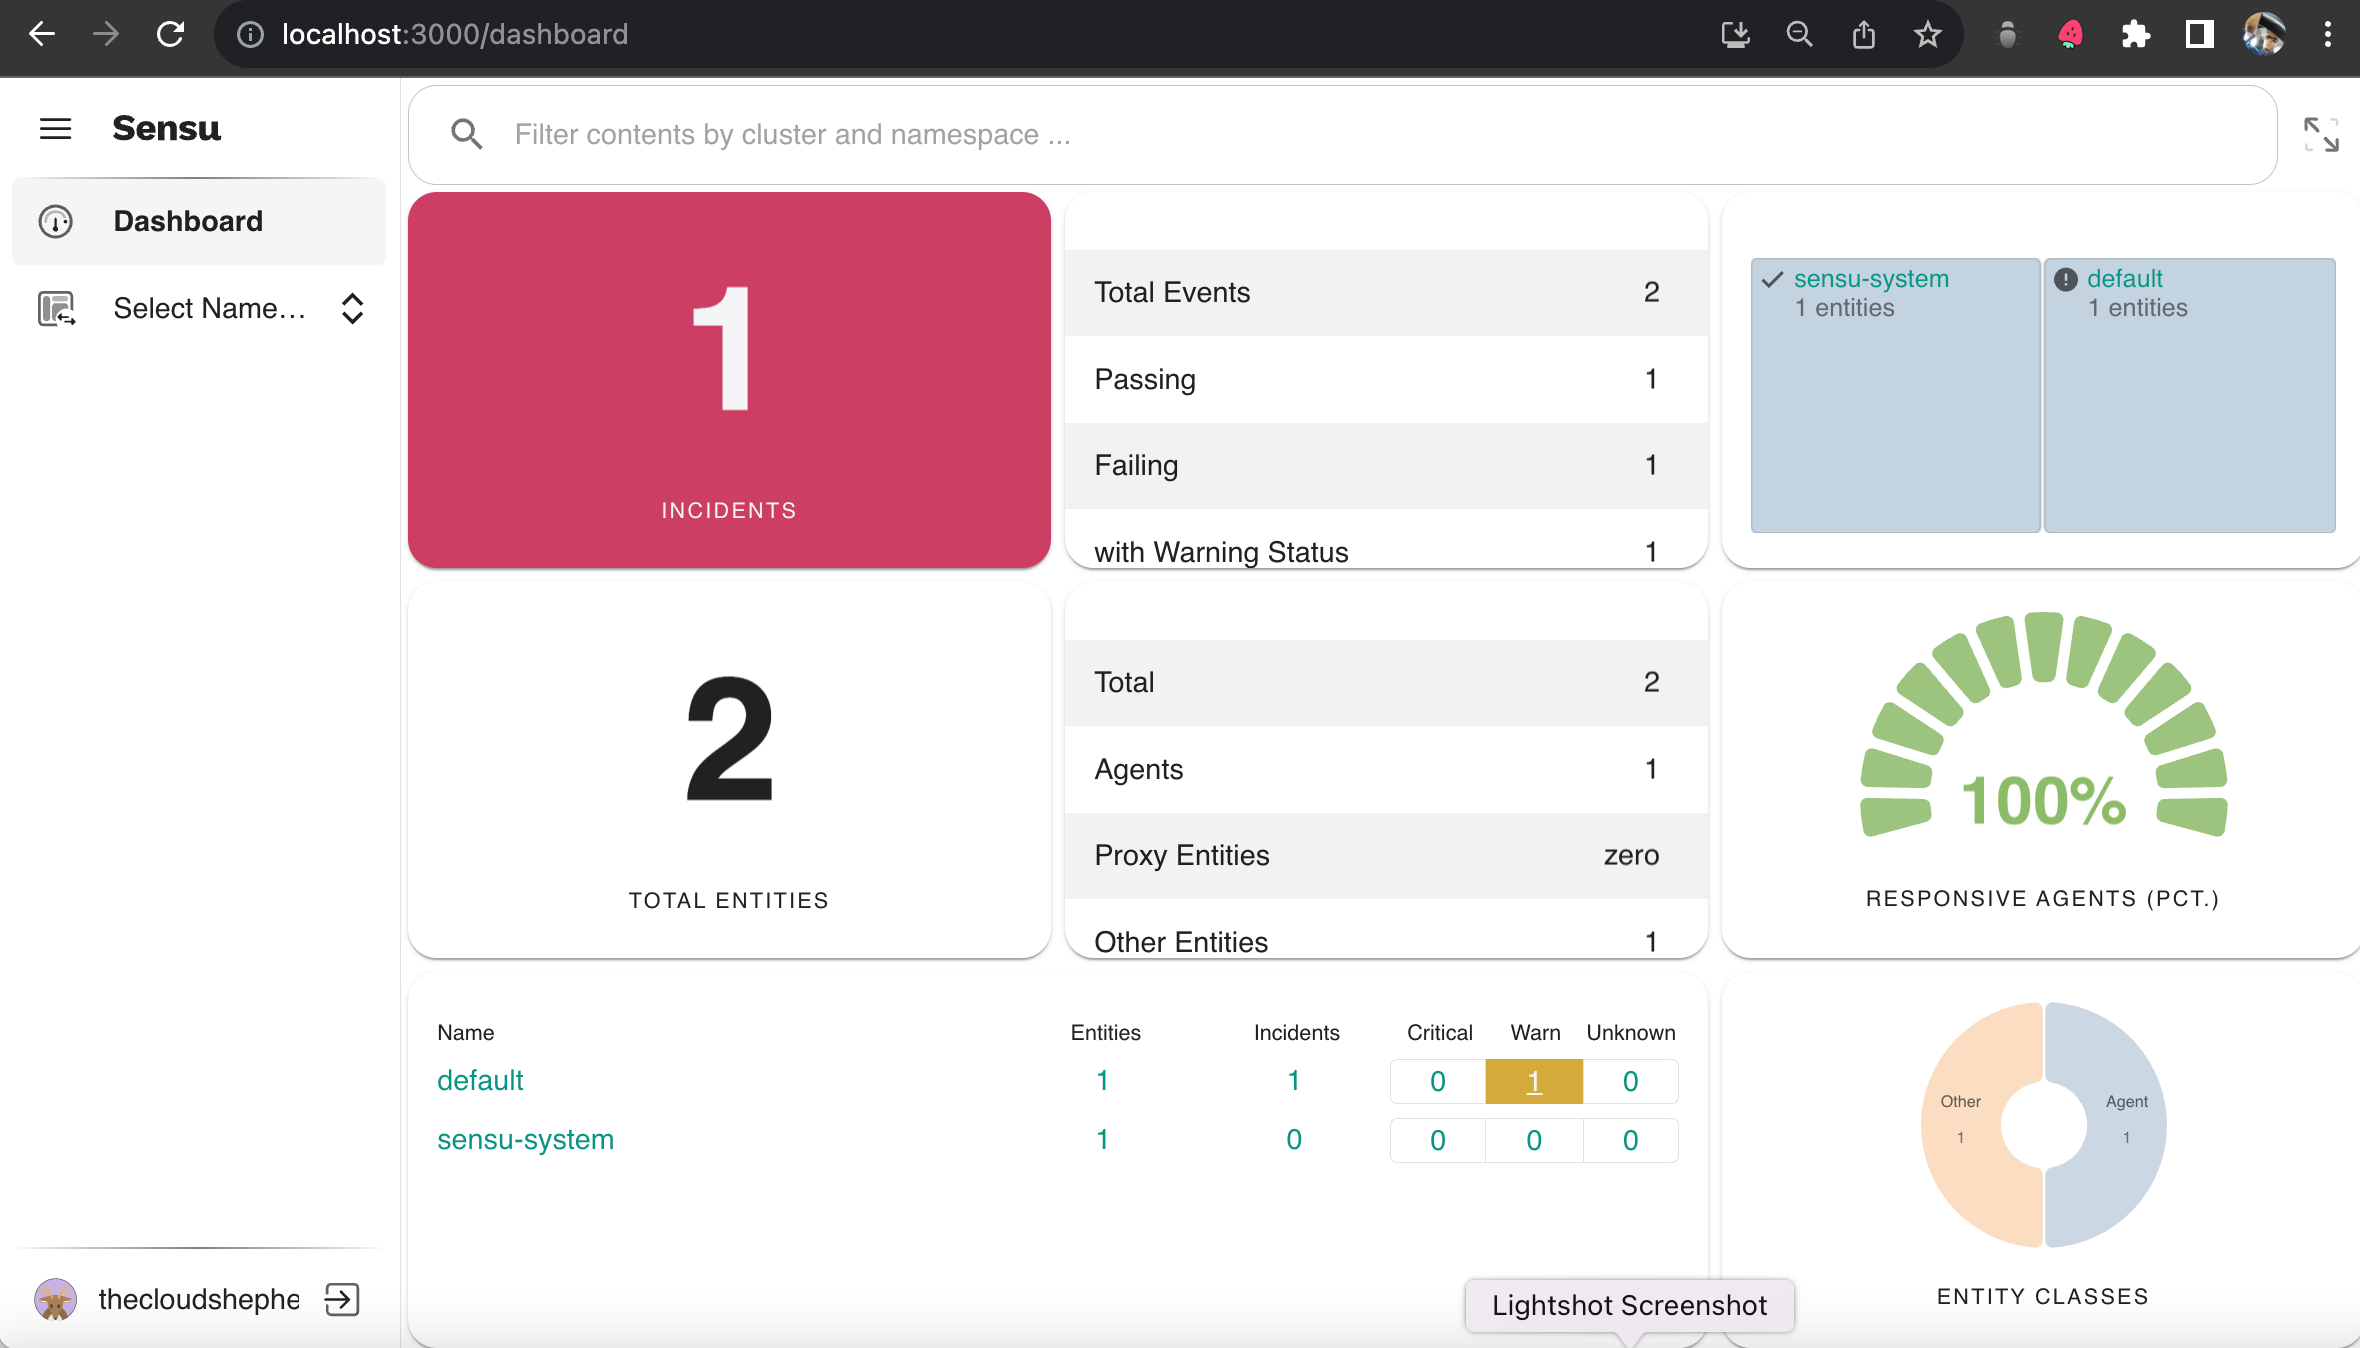 localhost:3000/dashboard
Sensu
Filter contents by cluster and namespace ...
Dashboard
Select Name...
1
INCIDENTS
Total Events 2
Passing 1
Failing 1
with Warning Status 1
sensu-system
1 entities
default
1 entities
2
TOTAL ENTITIES
Total 2
Agents 1
Proxy Entities zero
Other Entities 1
100%
RESPONSIVE AGENTS (PCT.)
Name Entities Incidents Critical Warn Unknown
default 1 1 0 1 0
sensu-system 1 0 0 0 0
Other
1
Agent
1
ENTITY CLASSES
thecloudshephe
Lightshot Screenshot